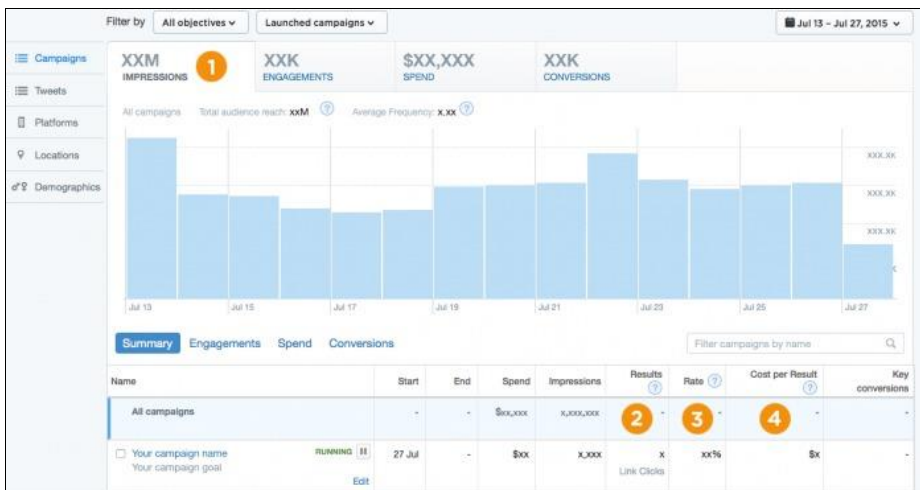 Filter by All objectives Launched campaigns Jul 13 - Jul 27, 2015
Campaigns
Tweets
Platforms
Locations
Demographics
XXM XXK $XX,XXX XXK
IMPRESSIONS 1 ENGAGEMENTS SPEND CONVERSIONS
All campaigns Total audience reach: xxM ? Average Frequency: x.xx ?
XXX.XK
XXX.XK
XXX.XK
K
Jul 13 Jul 15 Jul 17 Jul 19 Jul 21 Jul 23 Jul 25 Jul 27
Summary Engagements Spend Conversions Filter campaigns by name
Name Start End Spend Impressions Results ? Rate ? Cost per Result ? Key conversions
All campaigns - - $xx,xxx x,xxx,xxx 2 - 3 - 4 - -
Your campaign name RUNNING 27 Jul - $xx x,xxx x xx% $x -
Your campaign goal Edit Link Clicks